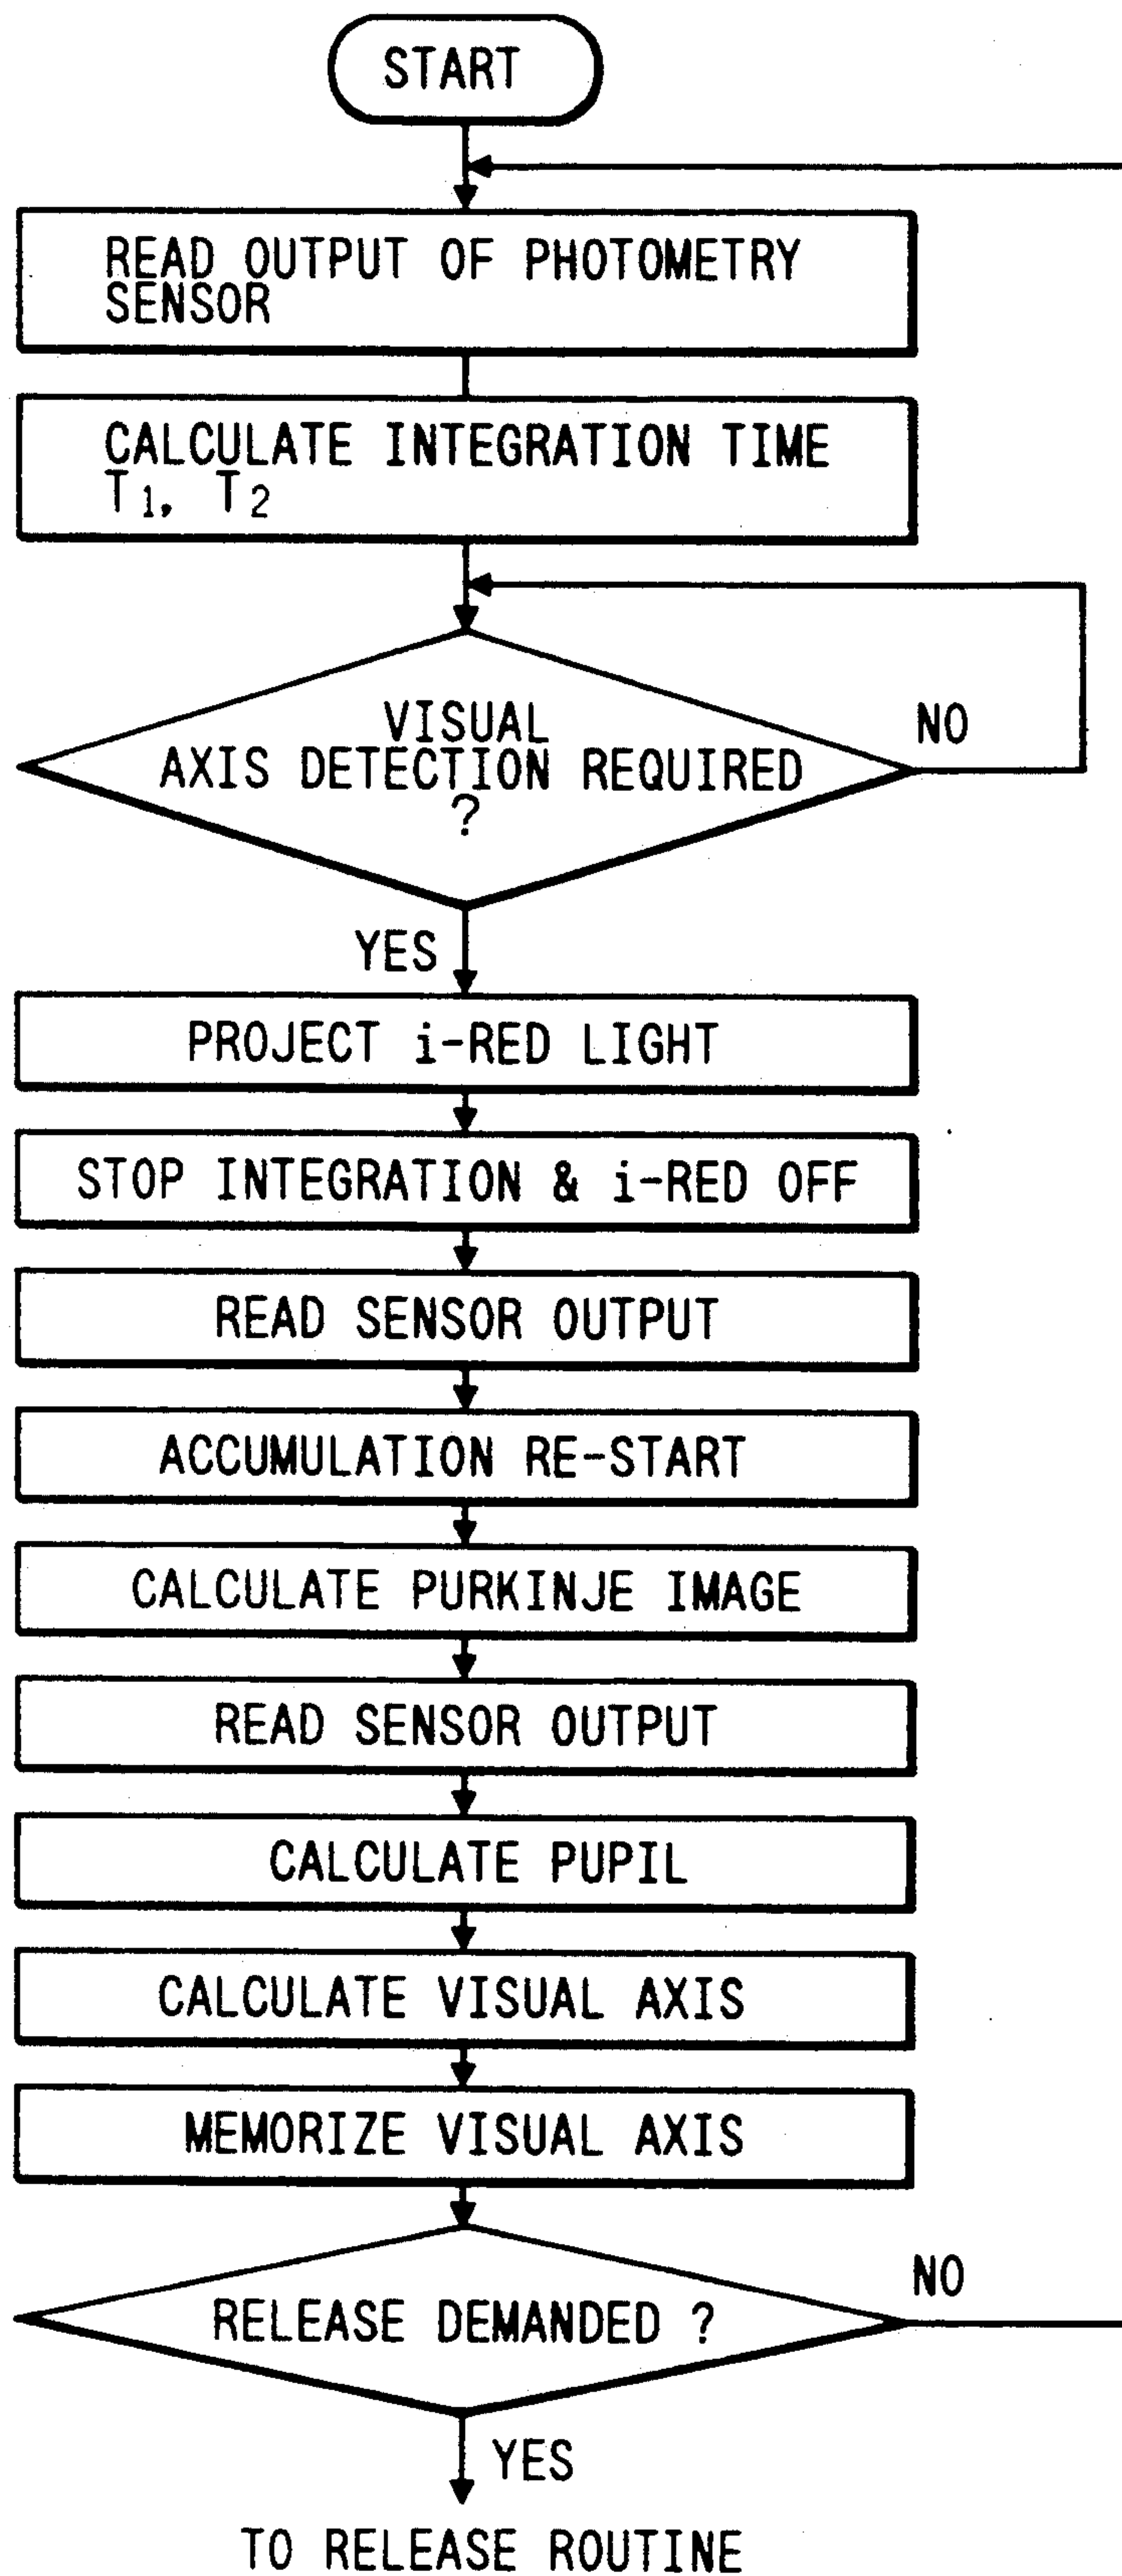 START
READ OUTPUT OF PHOTOMETRY
SENSOR
CALCULATE INTEGRATION TIME
T1, T2
VISUAL
AXIS DETECTION REQUIRED
?
NO
YES
PROJECT i-RED LIGHT
STOP INTEGRATION & i-RED OFF
READ SENSOR OUTPUT
ACCUMULATION RE-START
CALCULATE PURKINJE IMAGE
READ SENSOR OUTPUT
CALCULATE PUPIL
CALCULATE VISUAL AXIS
MEMORIZE VISUAL AXIS
RELEASE DEMANDED ?
NO
YES
TO RELEASE ROUTINE